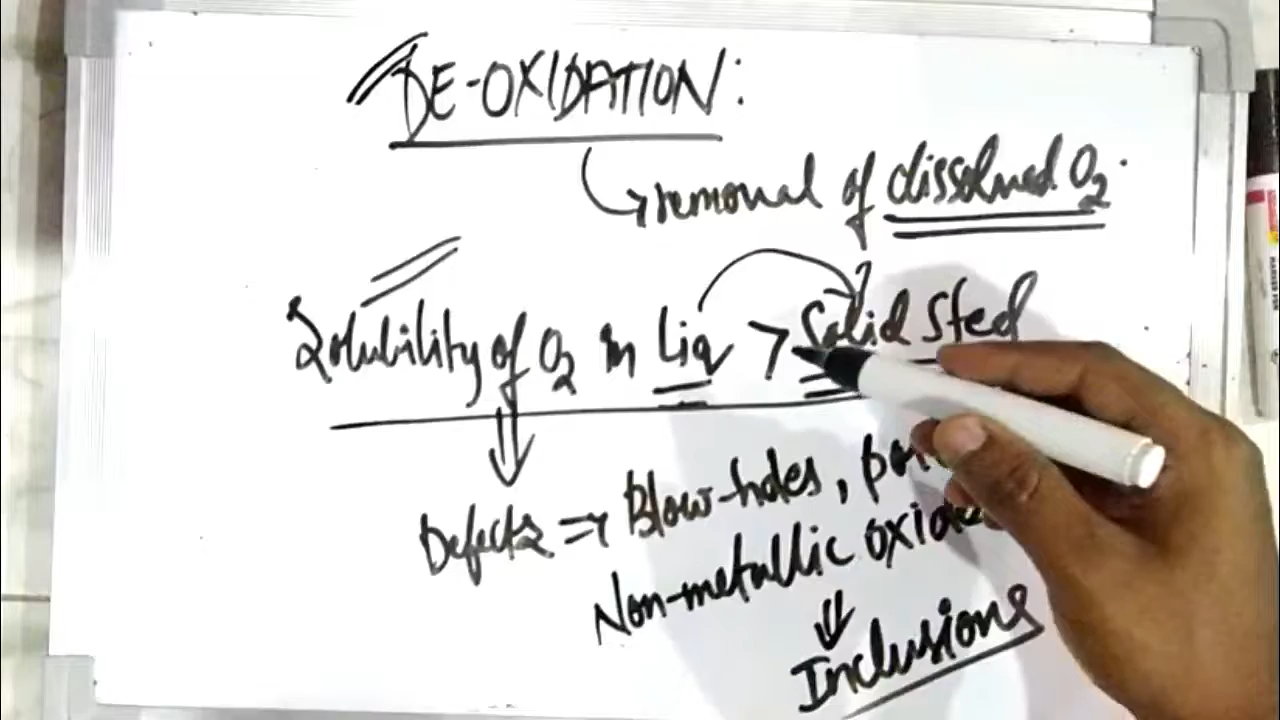 DE-OXIDATION:
removal of dissolved O2.
Solubility of O2 in Liq > Solid Steel
Defects => Blow-holes,
Non-metallic oxide
Inclusions